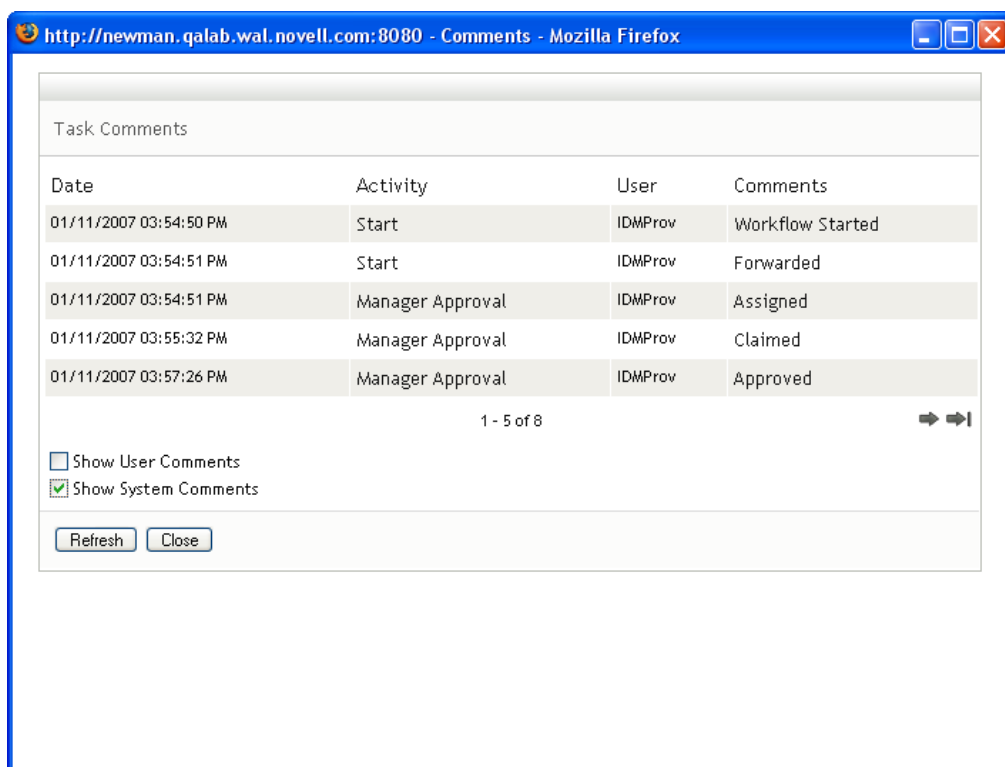 http://newman.qalab.wal.novell.com:8080 - Comments - Mozilla Firefox
Task Comments
Date Activity User Comments
01/11/2007 03:54:50 PM Start IDMProv Workflow Started
01/11/2007 03:54:51 PM Start IDMProv Forwarded
01/11/2007 03:54:51 PM Manager Approval IDMProv Assigned
01/11/2007 03:55:32 PM Manager Approval IDMProv Claimed
01/11/2007 03:57:26 PM Manager Approval IDMProv Approved
1 - 5 of 8
Show User Comments
Show System Comments
Refresh Close